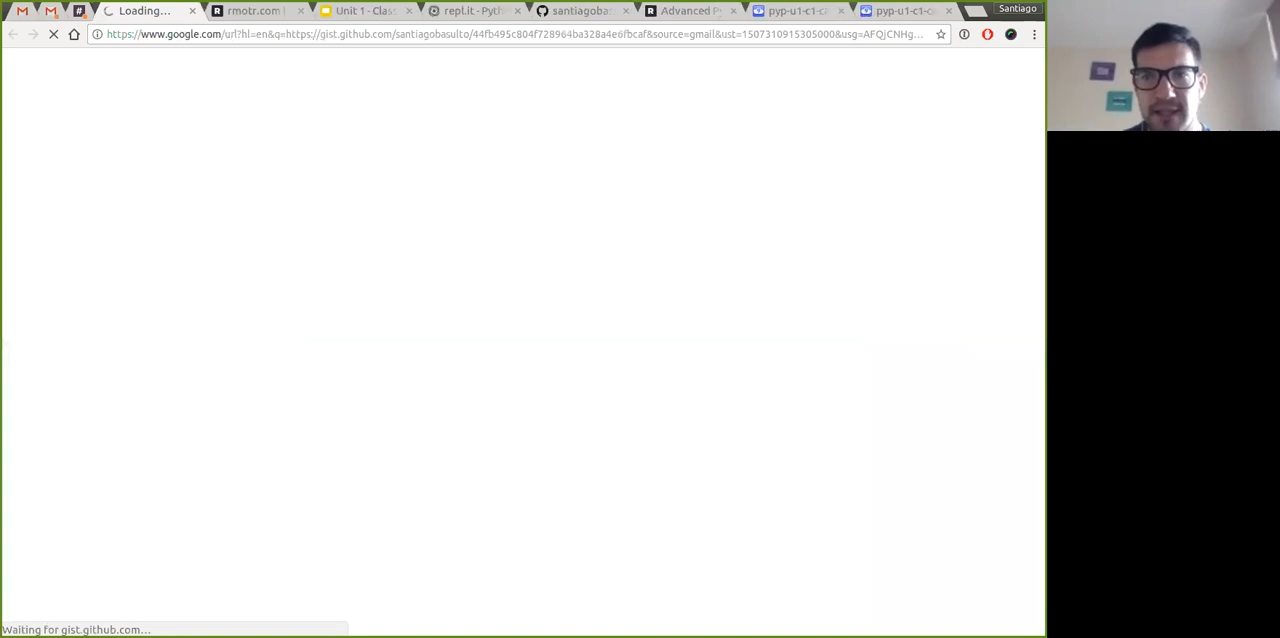 Loading...
rmotr.com |
Unit 1 - Clas
repl.it - Pyth
santiagoba
Advanced P
pyp-u1-c1-c
pyp-u1-c1-c
Santiago
https://www.google.com/url?hl=en&q=https://gist.github.com/santiagobasulto/44fb495c804f728964ba328a4e6fbcaf&source=gmail&ust=1507310915305000&usg=AFQjCNHg...
Waiting for gist.github.com...